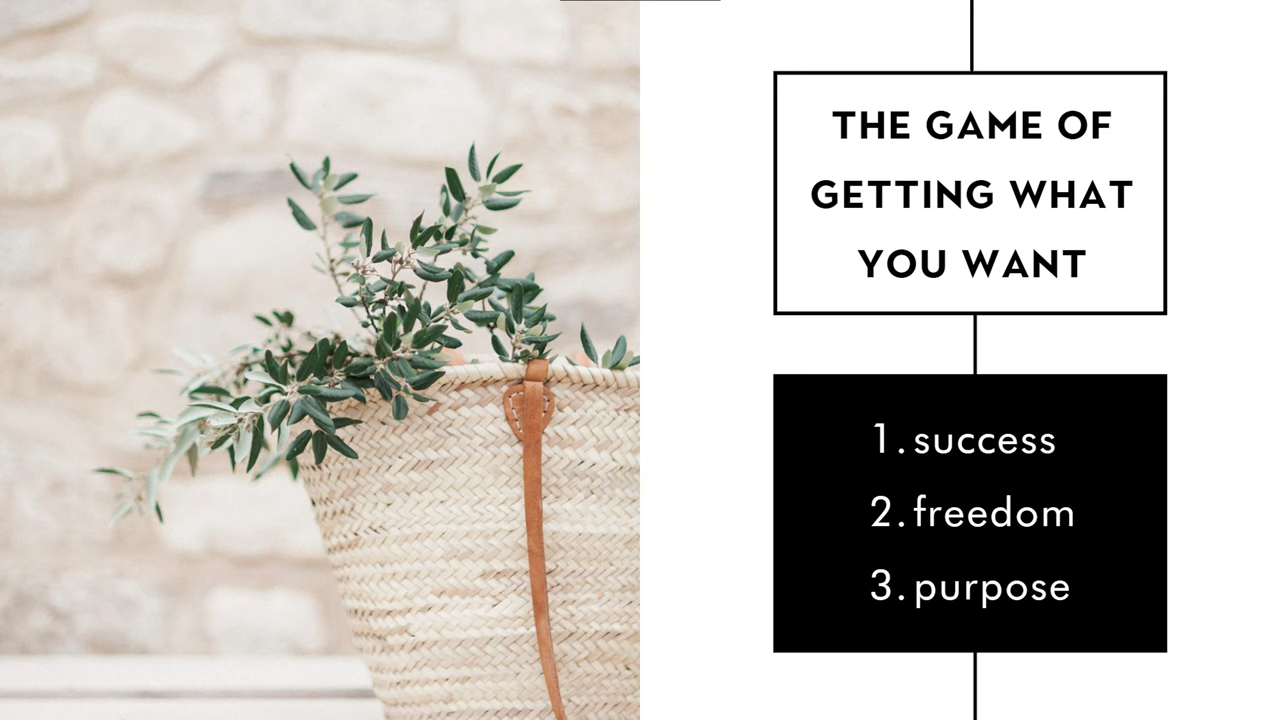 THE GAME OF
GETTING WHAT
YOU WANT
1. success
2. freedom
3. purpose